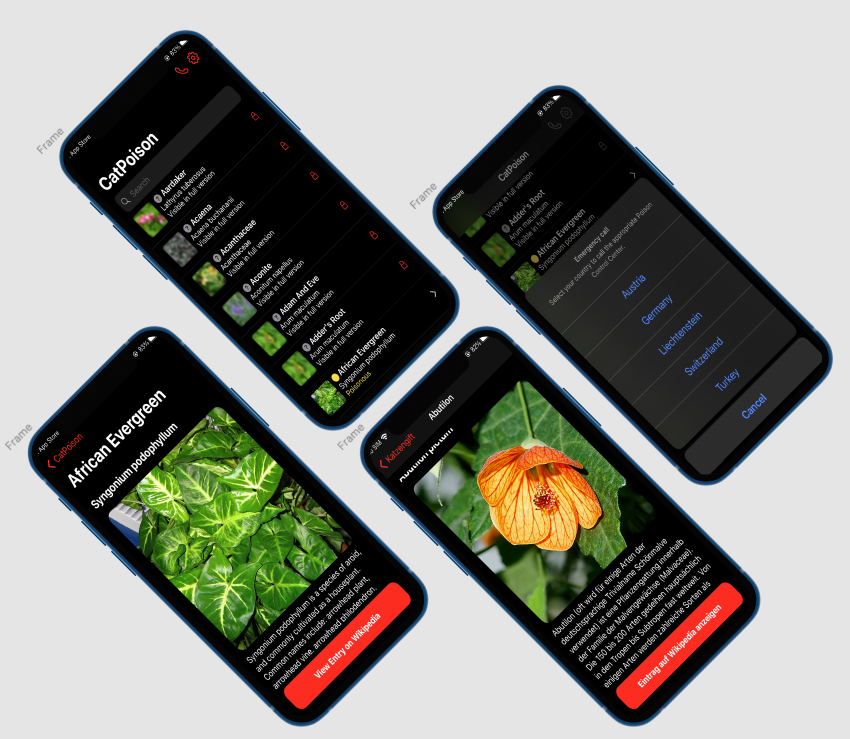 Frame
App Store
83%
CatPoison
Search
Aardaker
Lathyrus tuberosus
Visible in full version
Acaena
Acaena buchananii
Visible in full version
Acanthaceae
Acanthaceae
Visible in full version
Aconite
Aconitum napellus
Visible in full version
Adam And Eve
Arum maculatum
Visible in full version
Adder's Root
Arum maculatum
Visible in full version
African Evergreen
Syngonium podophyllum
Poisonous
Frame
App Store
83%
CatPoison
Visible in full version
Adder's Root
Arum maculatum
Visible in full version
African Evergreen
Syngonium podophyllum
Emergency call
Select your country to call the appropriate Poison
Control Center.
Austria
Germany
Liechtenstein
Switzerland
Turkey
Cancel
Frame
App Store
83%
CatPoison
African Evergreen
Syngonium podophyllum
Syngonium podophyllum is a species of aroid,
and commonly cultivated as a houseplant.
Common names include: arrowhead plant,
arrowhead vine, arrowhead philodendron,
View Entry on Wikipedia
Frame
SIM
82%
Katzengift
Abutilon
Abutilon (oft wird für einige Arten der
deutschsprachige Trivialname Schönmalve
verwendet) ist eine Pflanzengattung innerhalb
der Familie der Malvengewächse (Malvaceae).
Die 150 bis 200 Arten gedeihen hauptsächlich
in den Tropen bis Subtropen fast weltweit. Von
einigen Arten werden zahlreiche Sorten als
Eintrag auf Wikipedia anzeigen